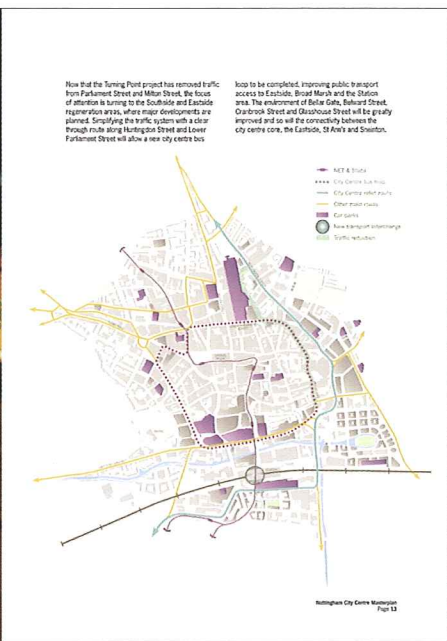 Now that the Turning Point project has removed traffic
from Parliament Street and Milton Street, the focus
of attention is turning to the Southside and Eastside
regeneration areas, where major developments are
planned. Simplifying the traffic system with a clear
through route along Huntingdon Street and Lower
Parliament Street will allow a new city centre bus
loop to be completed, improving public transport
access to Eastside, Broad Marsh and the Station
area. The environment of Bellar Gate, Belward Street,
Cranbrook Street and Glasshouse Street will be greatly
improved and so will the connectivity between the
city centre core, the Eastside, St Ann's and Sneinton.
NET & Stops
City Centre bus loop
City Centre relief route
Other main routes
Car parks
New transport interchange
Traffic reduction
Nottingham City Centre Masterplan
Page 13